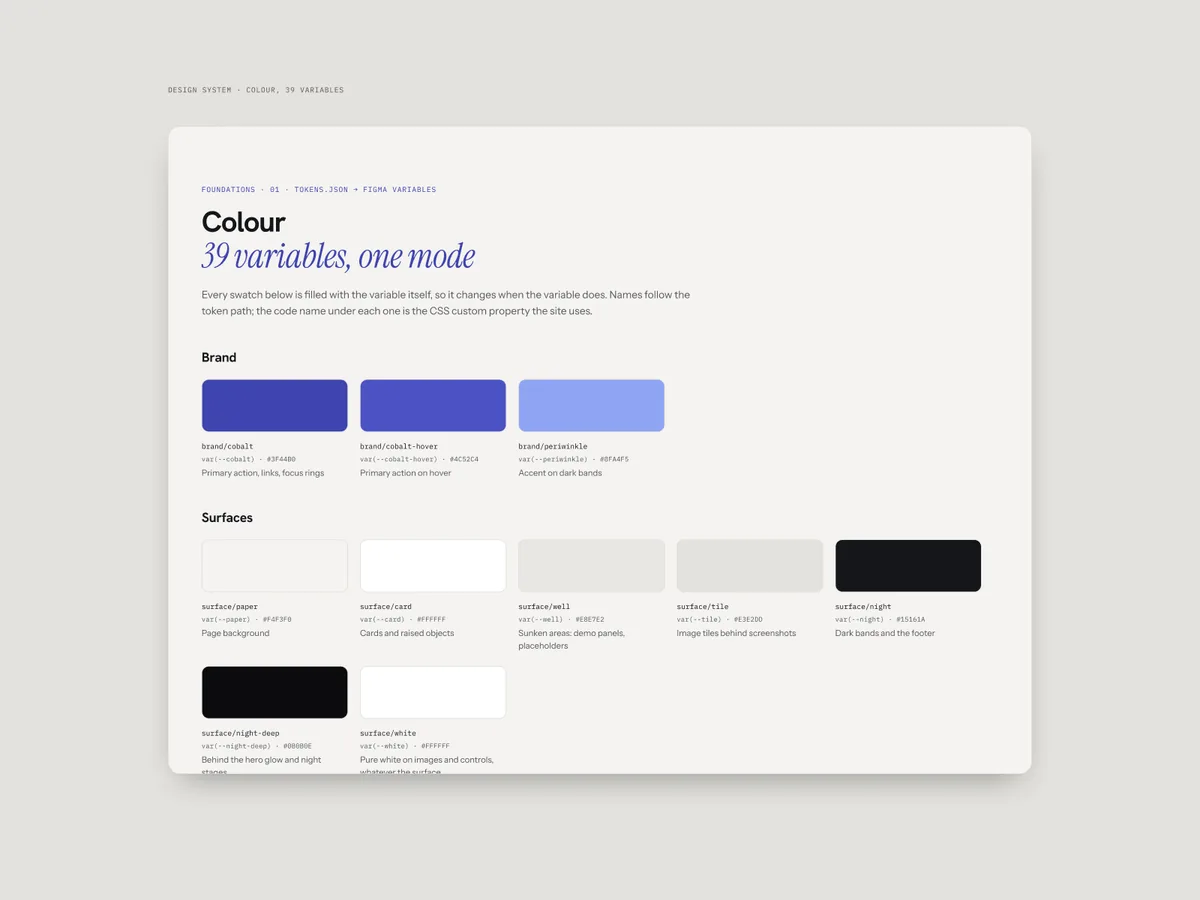 DESIGN SYSTEM · COLOUR, 39 VARIABLES
FOUNDATIONS · 01 · TOKENS.JSON → FIGMA VARIABLES
Colour
39 variables, one mode
Every swatch below is filled with the variable itself, so it changes when the variable does. Names follow the
token path; the code name under each one is the CSS custom property the site uses.
Brand
brand/cobalt
var(--cobalt) · #3F44B0
Primary action, links, focus rings
brand/cobalt-hover
var(--cobalt-hover) · #4C52C4
Primary action on hover
brand/periwinkle
var(--periwinkle) · #8FA4F5
Accent on dark bands
Surfaces
surface/paper
var(--paper) · #F4F3F0
Page background
surface/card
var(--card) · #FFFFFF
Cards and raised objects
surface/well
var(--well) · #E8E7E2
Sunken areas: demo panels,
placeholders
surface/tile
var(--tile) · #E3E2DD
Image tiles behind screenshots
surface/night
var(--night) · #15161A
Dark bands and the footer
surface/night-deep
var(--night-deep) · #0B0B0E
Behind the hero glow and night
stages
surface/white
var(--white) · #FFFFFF
Pure white on images and controls,
whatever the surface